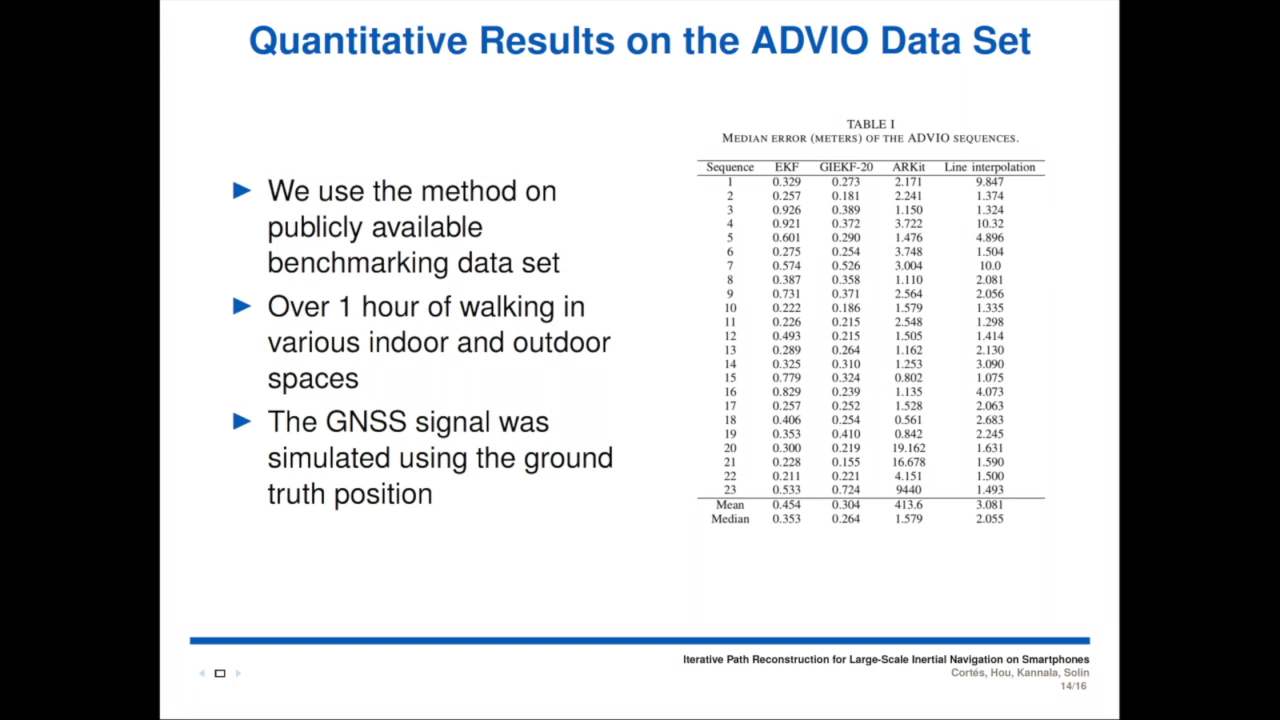 Quantitative Results on the ADVIO Data Set
▶ We use the method on
publicly available
benchmarking data set
▶ Over 1 hour of walking in
various indoor and outdoor
spaces
▶ The GNSS signal was
simulated using the ground
truth position
TABLE I
MEDIAN ERROR (METERS) OF THE ADVIO SEQUENCES.
Sequence EKF GIEKF-20 ARKit Line interpolation
1 0.329 0.273 2.171 9.847
2 0.257 0.181 2.241 1.374
3 0.926 0.389 1.150 1.324
4 0.921 0.372 3.722 10.32
5 0.601 0.290 1.476 4.896
6 0.275 0.254 3.748 1.504
7 0.574 0.526 3.004 10.0
8 0.387 0.358 1.110 2.081
9 0.731 0.371 2.564 2.056
10 0.222 0.186 1.579 1.335
11 0.226 0.215 2.548 1.298
12 0.493 0.215 1.505 1.414
13 0.289 0.264 1.162 2.130
14 0.325 0.310 1.253 3.090
15 0.779 0.324 0.802 1.075
16 0.829 0.239 1.135 4.073
17 0.257 0.252 1.528 2.063
18 0.406 0.254 0.561 2.683
19 0.353 0.410 0.842 2.245
20 0.300 0.219 19.162 1.631
21 0.228 0.155 16.678 1.590
22 0.211 0.221 4.151 1.500
23 0.533 0.724 9440 1.493
Mean 0.454 0.304 413.6 3.081
Median 0.353 0.264 1.579 2.055
Iterative Path Reconstruction for Large-Scale Inertial Navigation on Smartphones
Cortés, Hou, Kannala, Solin
14/16